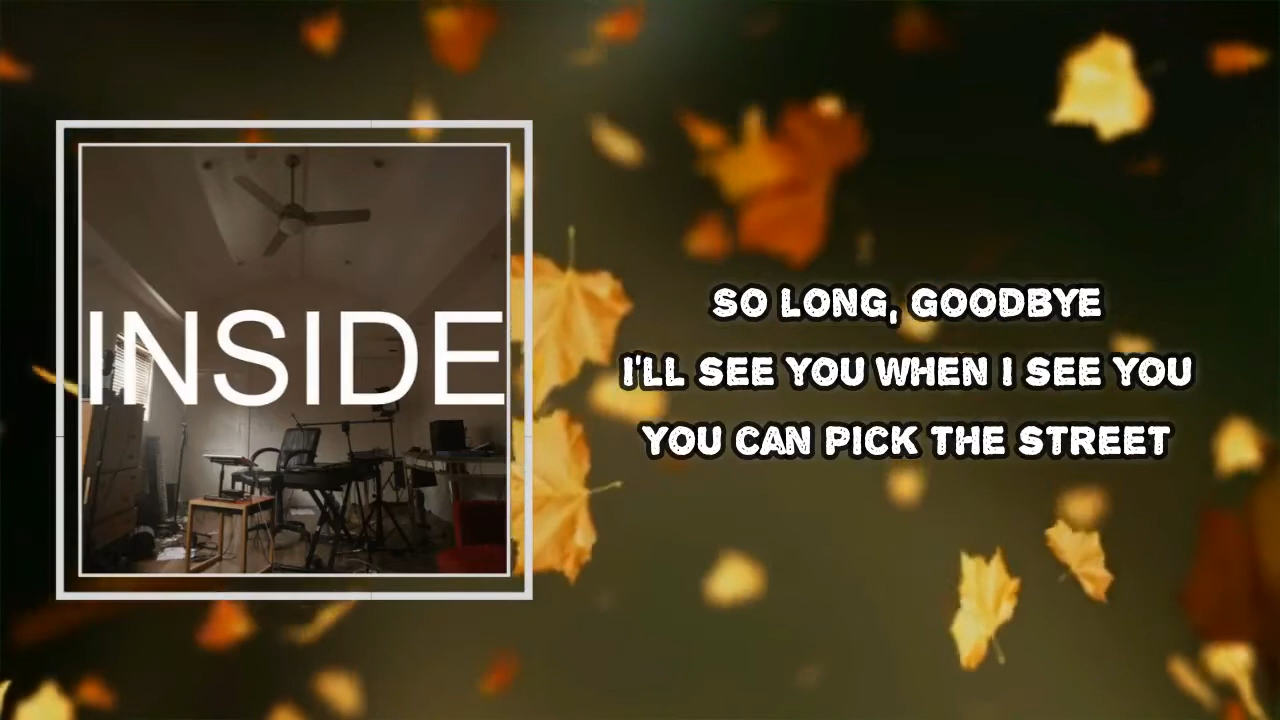 INSIDE
SO LONG, GOODBYE
I'LL SEE YOU WHEN I SEE YOU
YOU CAN PICK THE STREET